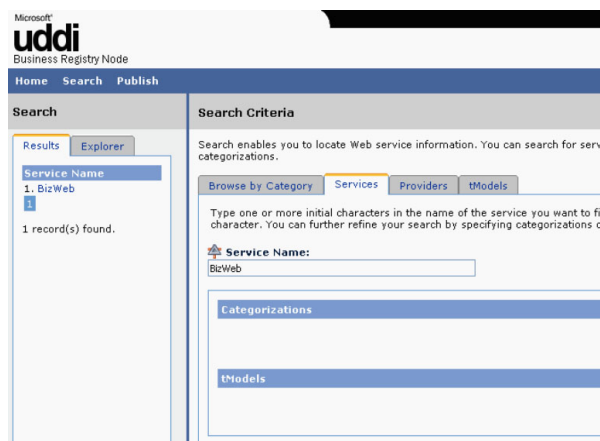 Microsoft®
uddi
Business Registry Node
Home Search Publish
Search
Results Explorer
Service Name
1. BizWeb
1
1 record(s) found.
Search Criteria
Search enables you to locate Web service information. You can search for serv
categorizations.
Browse by Category Services Providers tModels
Type one or more initial characters in the name of the service you want to fi
character. You can further refine your search by specifying categorizations o
Service Name:
BizWeb
Categorizations
tModels